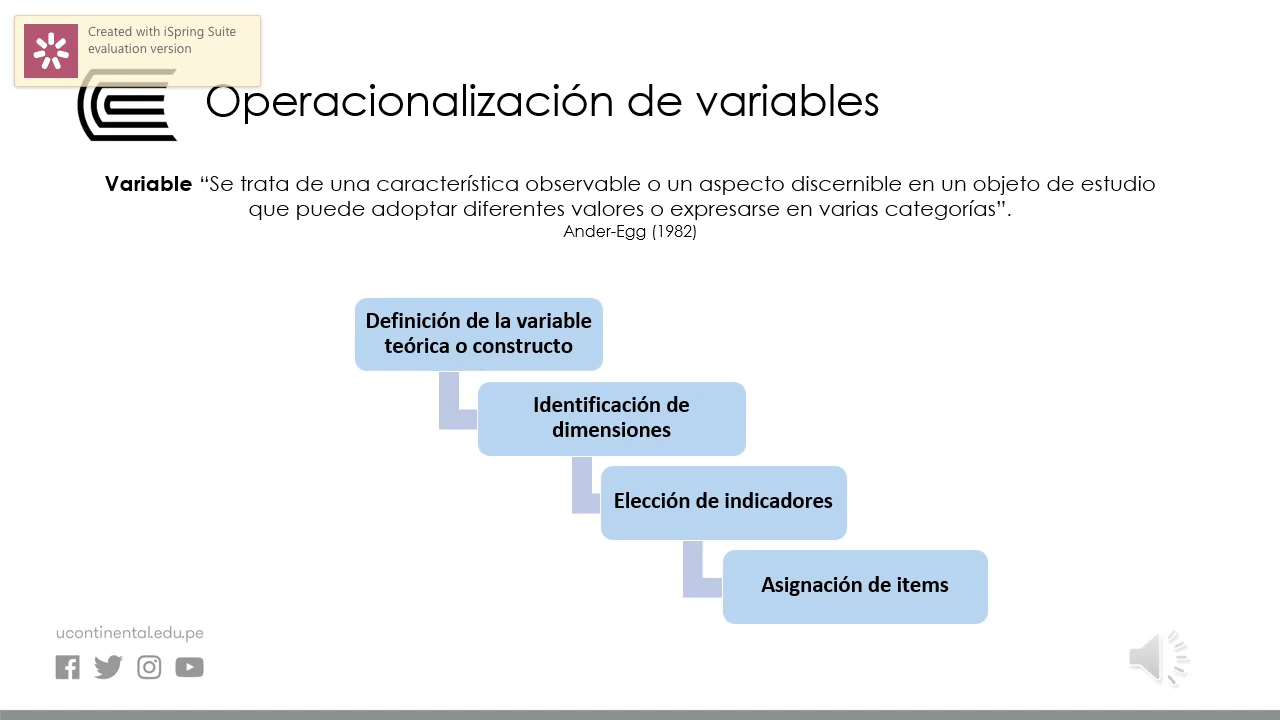 Created with iSpring Suite
evaluation version
Operacionalización de variables
Variable “Se trata de una característica observable o un aspecto discernible en un objeto de estudio
que puede adoptar diferentes valores o expresarse en varias categorías”.
Ander-Egg (1982)
Definición de la variable
teórica o constructo
Identificación de
dimensiones
Elección de indicadores
Asignación de items
ucontinental.edu.pe